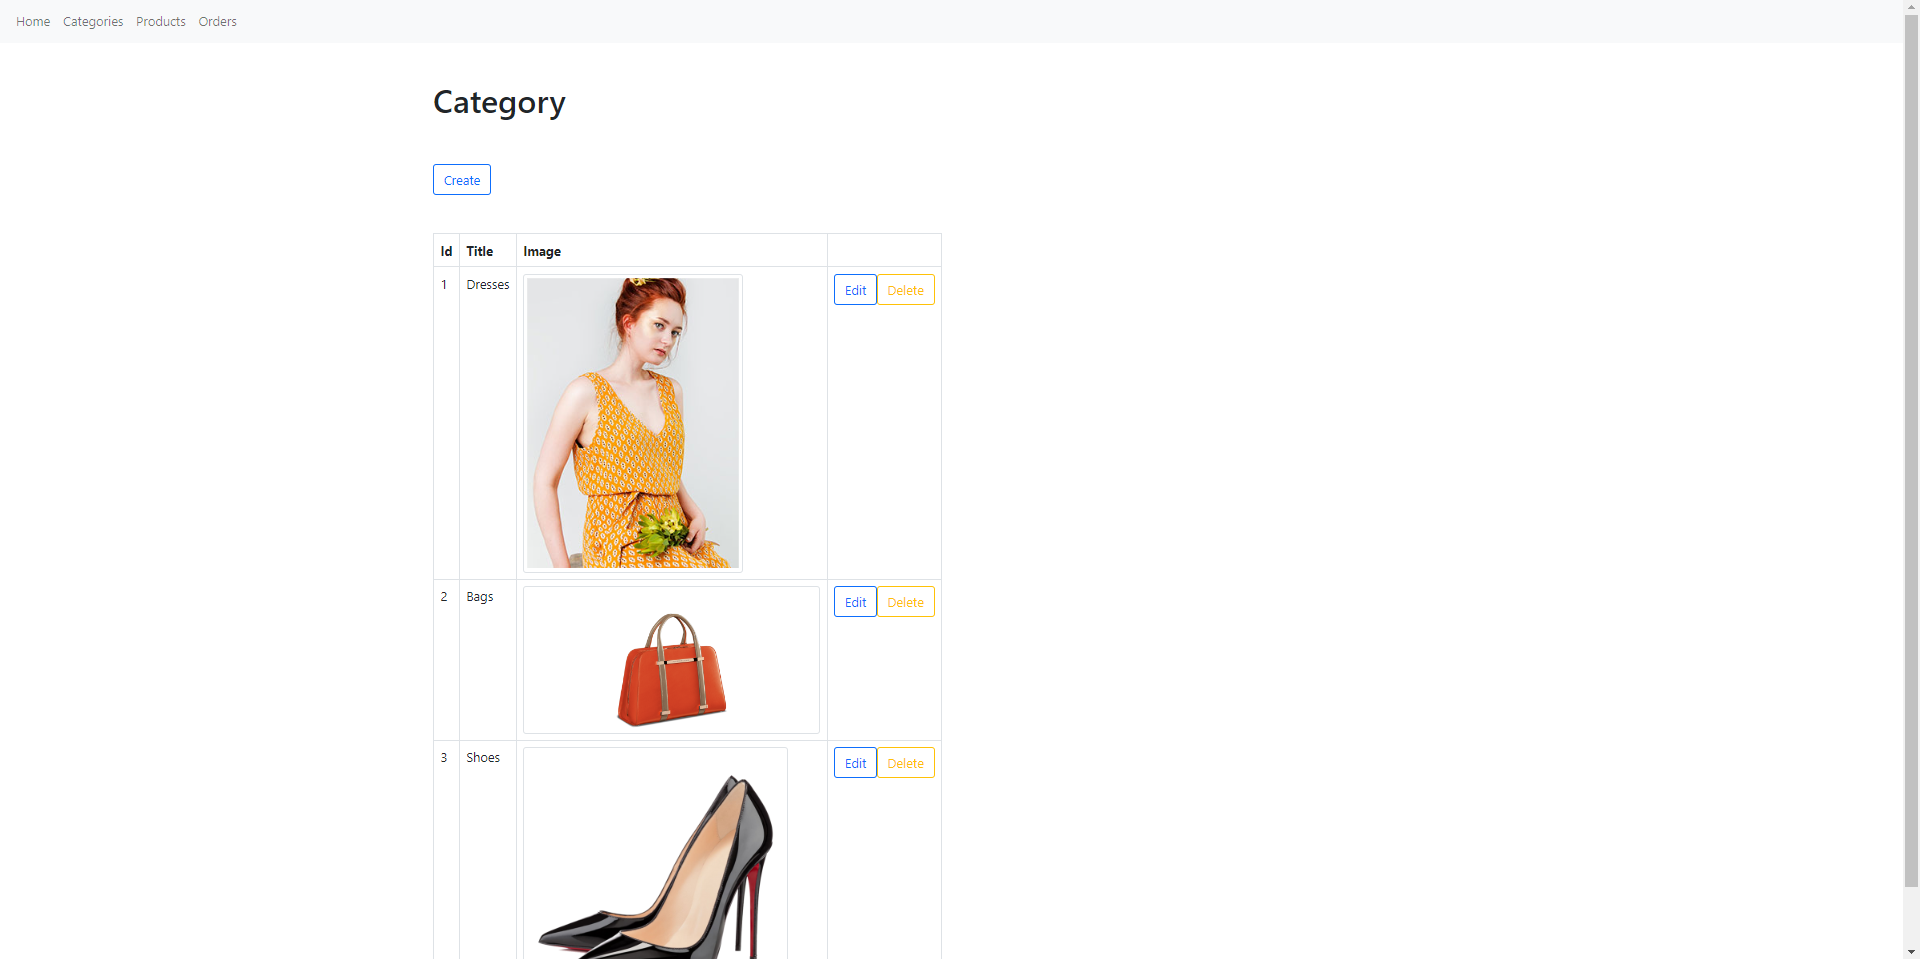 Home Categories Products Orders
Category
Create
Id Title Image
1 Dresses Edit Delete
2 Bags Edit Delete
3 Shoes Edit Delete